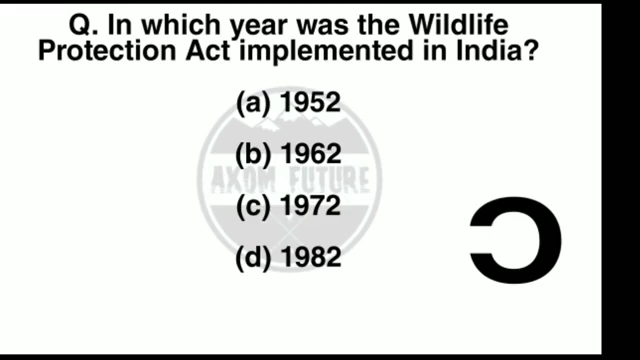 Q. In which year was the Wildlife
Protection Act implemented in India?
(a) 1952
(b) 1962
(c) 1972
(d) 1982
AXOM FUTURE
C